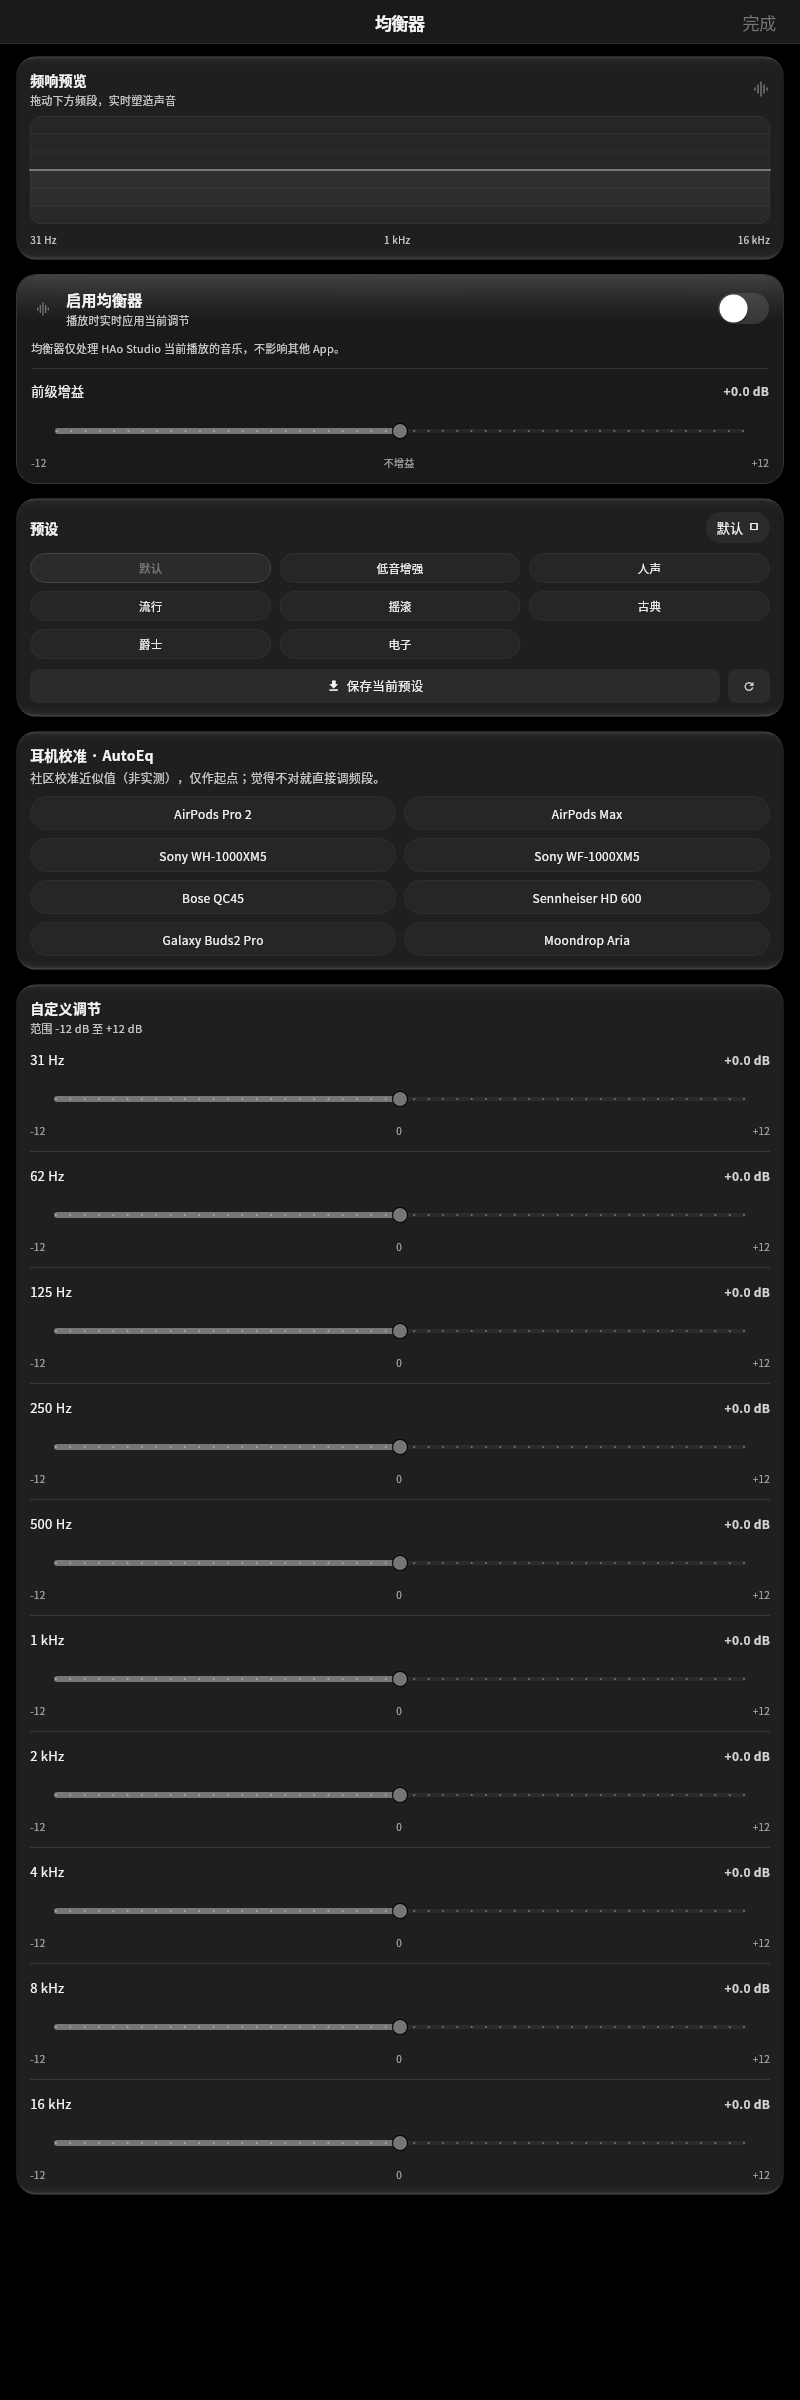 均衡器
完成
频响预览
拖动下方频段，实时塑造声音
31 Hz 1 kHz 16 kHz
启用均衡器
播放时实时应用当前调节
均衡器仅处理 HAo Studio 当前播放的音乐，不影响其他 App。
前级增益 +0.0 dB
-12 不增益 +12
预设 默认
默认 低音增强 人声
流行 摇滚 古典
爵士 电子
保存当前预设
耳机校准 · AutoEq
社区校准近似值（非实测），仅作起点；觉得不对就直接调频段。
AirPods Pro 2 AirPods Max
Sony WH-1000XM5 Sony WF-1000XM5
Bose QC45 Sennheiser HD 600
Galaxy Buds2 Pro Moondrop Aria
自定义调节
范围 -12 dB 至 +12 dB
31 Hz +0.0 dB
-12 0 +12
62 Hz +0.0 dB
-12 0 +12
125 Hz +0.0 dB
-12 0 +12
250 Hz +0.0 dB
-12 0 +12
500 Hz +0.0 dB
-12 0 +12
1 kHz +0.0 dB
-12 0 +12
2 kHz +0.0 dB
-12 0 +12
4 kHz +0.0 dB
-12 0 +12
8 kHz +0.0 dB
-12 0 +12
16 kHz +0.0 dB
-12 0 +12